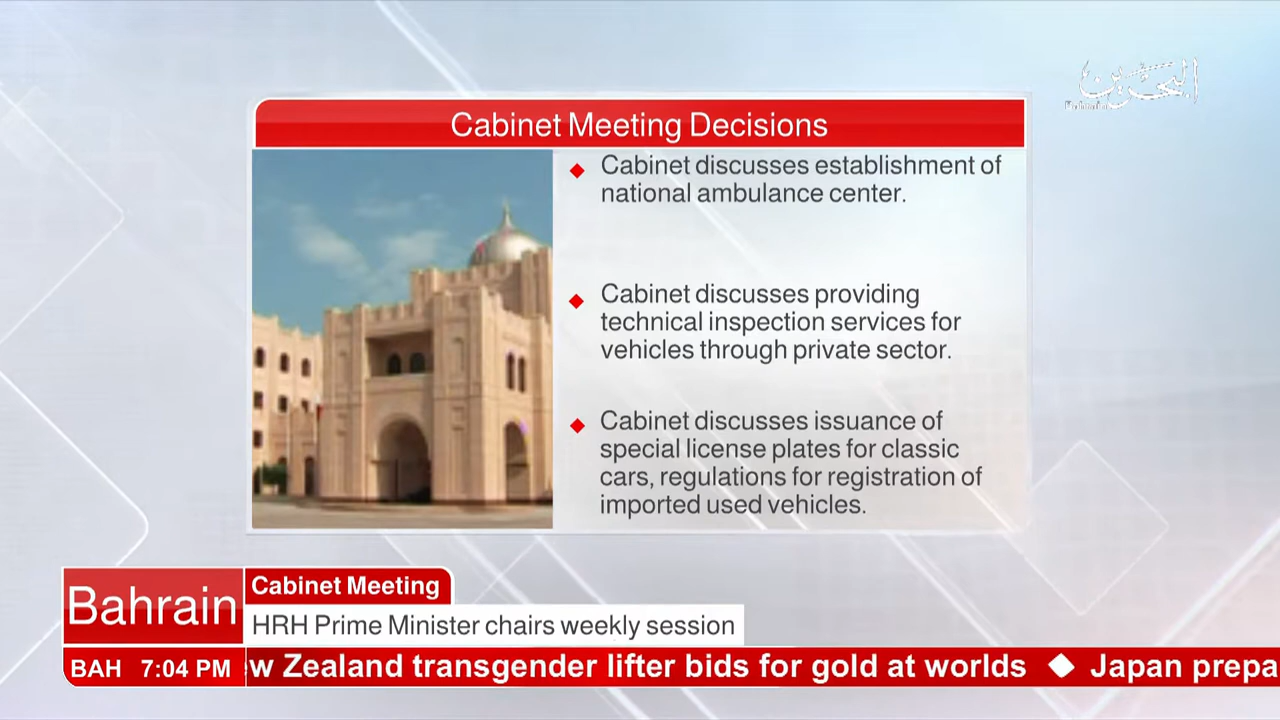 البحرين
Bahrain
Cabinet Meeting Decisions
Cabinet discusses establishment of
national ambulance center.
Cabinet discusses providing
technical inspection services for
vehicles through private sector.
Cabinet discusses issuance of
special license plates for classic
cars, regulations for registration of
imported used vehicles.
Bahrain
Cabinet Meeting
HRH Prime Minister chairs weekly session
BAH 7:04 PM
w Zealand transgender lifter bids for gold at worlds ◆ Japan prepa